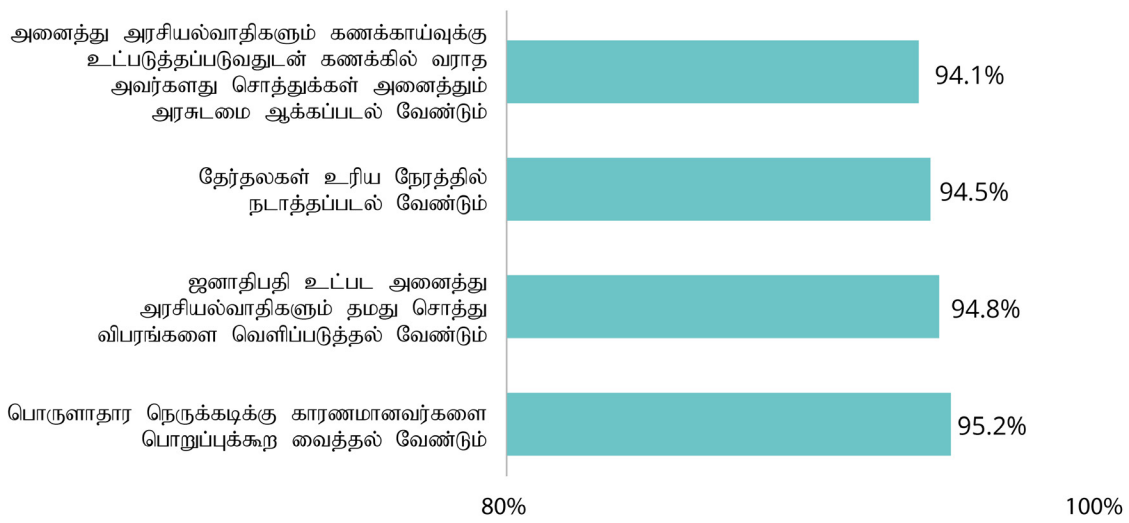 அனைத்து அரசியல்வாதிகளும் கணக்காய்வுக்கு
உட்படுத்தப்படுவதுடன் கணக்கில் வராத
அவர்களது சொத்துக்கள் அனைத்தும்
அரசுடமை ஆக்கப்படல் வேண்டும்
94.1%
தேர்தலகள் உரிய நேரத்தில்
நடாத்தப்படல் வேண்டும்
94.5%
ஜனாதிபதி உட்பட அனைத்து
அரசியல்வாதிகளும் தமது சொத்து
விபரங்களை வெளிப்படுத்தல் வேண்டும்
94.8%
பொருளாதார நெருக்கடிக்கு காரணமானவர்களை
பொறுப்புக்கூற வைத்தல் வேண்டும்
95.2%
80% 100%